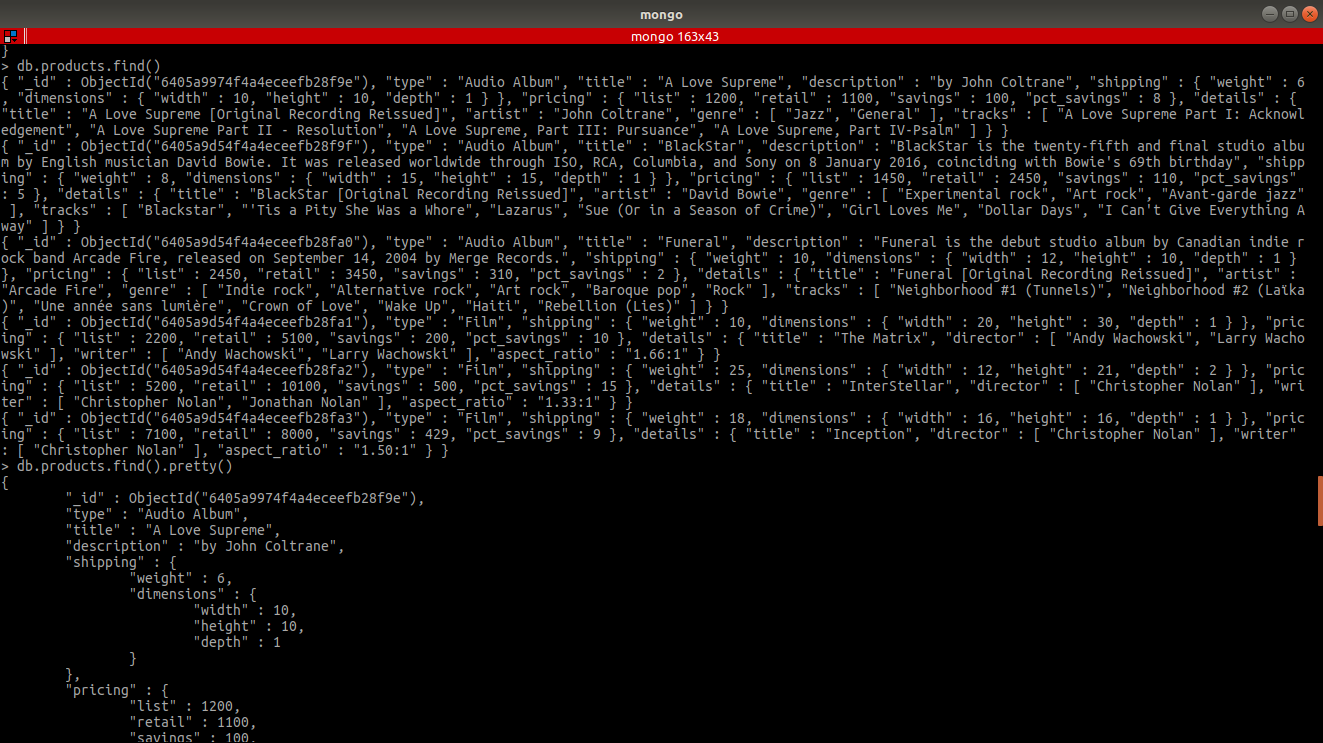 mongo
mongo 163x43
}
> db.products.find()
{ "_id" : ObjectId("6405a9974f4a4eceefb28f9e"), "type" : "Audio Album", "title" : "A Love Supreme", "description" : "by John Coltrane", "shipping" : { "weight" : 6
, "dimensions" : { "width" : 10, "height" : 10, "depth" : 1 } }, "pricing" : { "list" : 1200, "retail" : 1100, "savings" : 100, "pct_savings" : 8 }, "details" : {
"title" : "A Love Supreme [Original Recording Reissued]", "artist" : "John Coltrane", "genre" : [ "Jazz", "General" ], "tracks" : [ "A Love Supreme Part I: Acknowl
edgement", "A Love Supreme Part II - Resolution", "A Love Supreme, Part III: Pursuance", "A Love Supreme, Part IV-Psalm" ] } }
{ "_id" : ObjectId("6405a9d54f4a4eceefb28f9f"), "type" : "Audio Album", "title" : "BlackStar", "description" : "BlackStar is the twenty-fifth and final studio albu
m by English musician David Bowie. It was released worldwide through ISO, RCA, Columbia, and Sony on 8 January 2016, coinciding with Bowie's 69th birthday", "shipp
ing" : { "weight" : 8, "dimensions" : { "width" : 15, "height" : 15, "depth" : 1 } }, "pricing" : { "list" : 1450, "retail" : 2450, "savings" : 110, "pct_savings"
: 5 }, "details" : { "title" : "BlackStar [Original Recording Reissued]", "artist" : "David Bowie", "genre" : [ "Experimental rock", "Art rock", "Avant-garde jazz"
 ], "tracks" : [ "Blackstar", "'Tis a Pity She Was a Whore", "Lazarus", "Sue (Or in a Season of Crime)", "Girl Loves Me", "Dollar Days", "I Can't Give Everything A
way" ] } }
{ "_id" : ObjectId("6405a9d54f4a4eceefb28fa0"), "type" : "Audio Album", "title" : "Funeral", "description" : "Funeral is the debut studio album by Canadian indie r
ock band Arcade Fire, released on September 14, 2004 by Merge Records.", "shipping" : { "weight" : 10, "dimensions" : { "width" : 12, "height" : 10, "depth" : 1 }
}, "pricing" : { "list" : 2450, "retail" : 3450, "savings" : 310, "pct_savings" : 2 }, "details" : { "title" : "Funeral [Original Recording Reissued]", "artist" :
"Arcade Fire", "genre" : [ "Indie rock", "Alternative rock", "Art rock", "Baroque pop", "Rock" ], "tracks" : [ "Neighborhood #1 (Tunnels)", "Neighborhood #2 (Laïka
)", "Une année sans lumière", "Crown of Love", "Wake Up", "Haïti", "Rebellion (Lies)" ] } }
{ "_id" : ObjectId("6405a9d54f4a4eceefb28fa1"), "type" : "Film", "shipping" : { "weight" : 10, "dimensions" : { "width" : 20, "height" : 30, "depth" : 1 } }, "pric
ing" : { "list" : 2200, "retail" : 5100, "savings" : 200, "pct_savings" : 10 }, "details" : { "title" : "The Matrix", "director" : [ "Andy Wachowski", "Larry Wacho
wski" ], "writer" : [ "Andy Wachowski", "Larry Wachowski" ], "aspect_ratio" : "1.66:1" } }
{ "_id" : ObjectId("6405a9d54f4a4eceefb28fa2"), "type" : "Film", "shipping" : { "weight" : 25, "dimensions" : { "width" : 12, "height" : 21, "depth" : 2 } }, "pric
ing" : { "list" : 5200, "retail" : 10100, "savings" : 500, "pct_savings" : 15 }, "details" : { "title" : "InterStellar", "director" : [ "Christopher Nolan" ], "wri
ter" : [ "Christopher Nolan", "Jonathan Nolan" ], "aspect_ratio" : "1.33:1" } }
{ "_id" : ObjectId("6405a9d54f4a4eceefb28fa3"), "type" : "Film", "shipping" : { "weight" : 18, "dimensions" : { "width" : 16, "height" : 16, "depth" : 1 } }, "pric
ing" : { "list" : 7100, "retail" : 8000, "savings" : 429, "pct_savings" : 9 }, "details" : { "title" : "Inception", "director" : [ "Christopher Nolan" ], "writer"
: [ "Christopher Nolan" ], "aspect_ratio" : "1.50:1" } }
> db.products.find().pretty()
{
"_id" : ObjectId("6405a9974f4a4eceefb28f9e"),
"type" : "Audio Album",
"title" : "A Love Supreme",
"description" : "by John Coltrane",
"shipping" : {
"weight" : 6,
"dimensions" : {
"width" : 10,
"height" : 10,
"depth" : 1
}
},
"pricing" : {
"list" : 1200,
"retail" : 1100,
"savings" : 100,